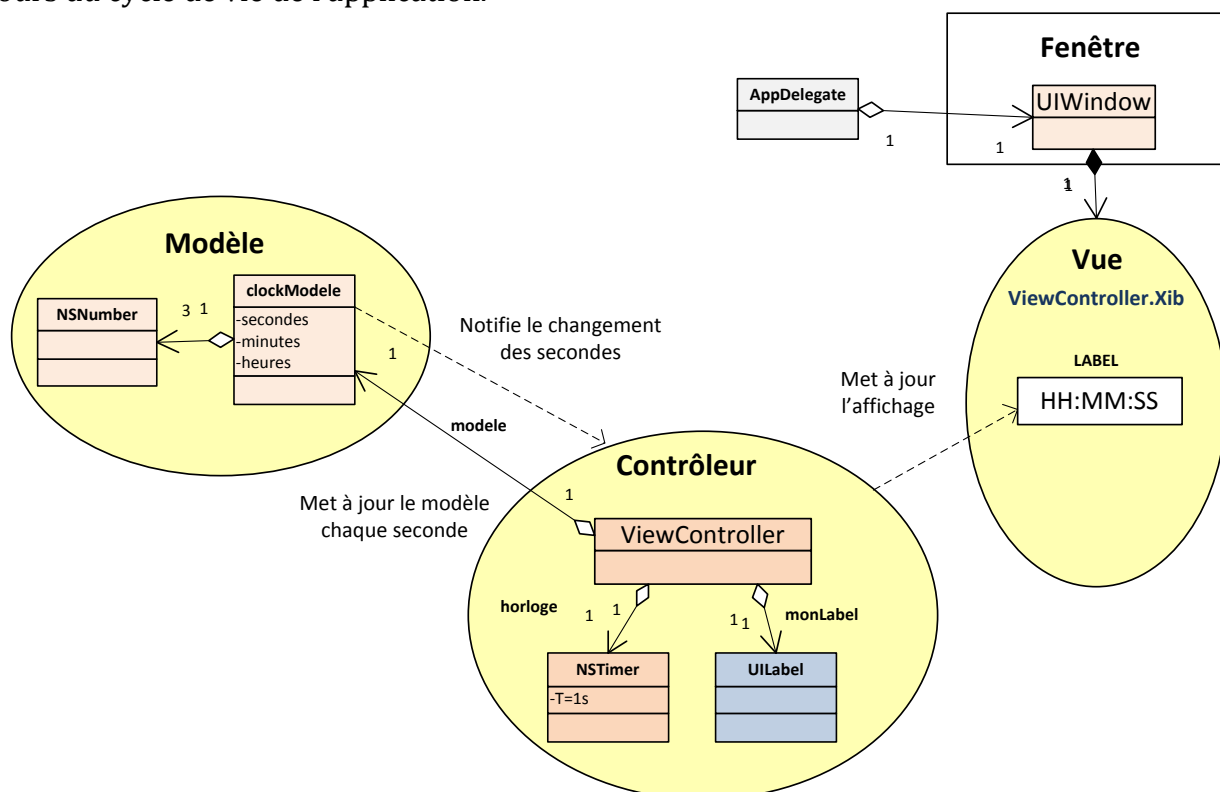 ours du cycle de vie de l'application.
Fenêtre
AppDelegate
UIWindow
1
1
1
1
Modèle
Vue
ViewController.Xib
clockModele
NSNumber
3 1
-secondes
-minutes
-heures
1
Notifie le changement
des secondes
LABEL
HH:MM:SS
Met à jour
l'affichage
modele
Contrôleur
Met à jour le modèle
chaque seconde
1
ViewController
horloge
1 1
1 1
monLabel
NSTimer
-T=1s
UILabel